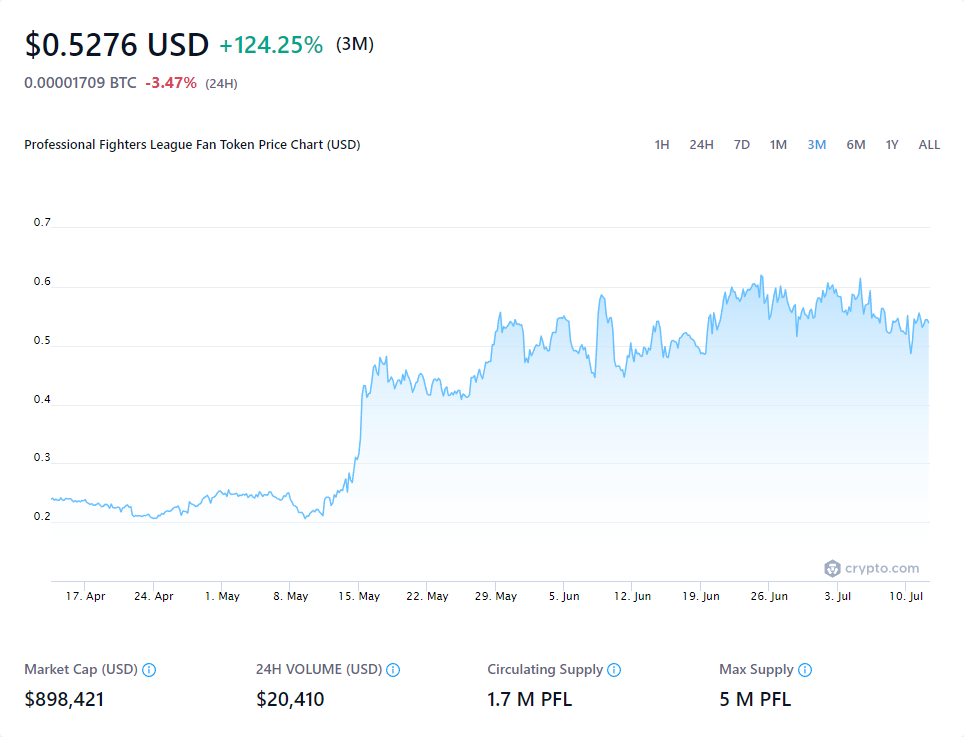 $0.5276 USD +124.25% (3M)
0.00001709 BTC -3.47% (24H)
Professional Fighters League Fan Token Price Chart (USD) 1H 24H 7D 1M 3M 6M 1Y ALL
0.7
0.6
0.5
0.4
0.3
0.2
crypto.com
17. Apr 24. Apr 1. May 8. May 15. May 22. May 29. May 5. Jun 12. Jun 19. Jun 26. Jun 3. Jul 10. Jul
Market Cap (USD) 24H VOLUME (USD) Circulating Supply Max Supply
$898,421 $20,410 1.7 M PFL 5 M PFL